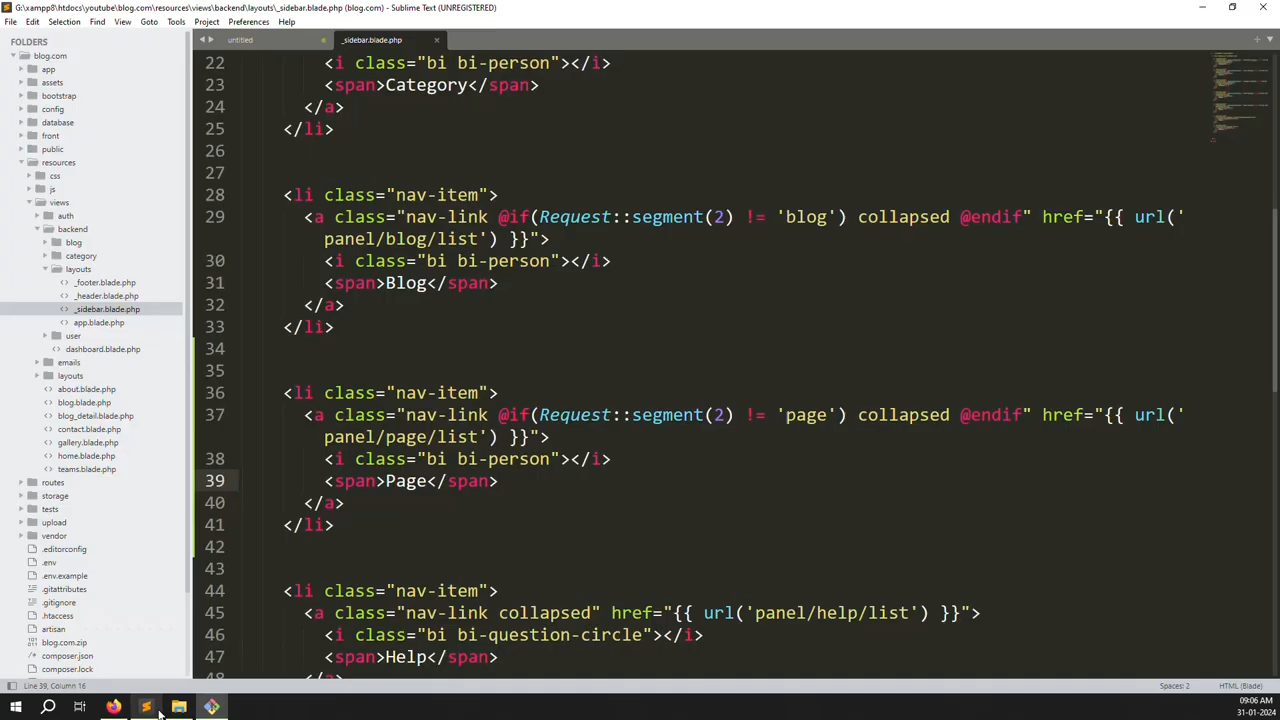 G:\xampp8\htdocs\youtube\blog.com\resources\views\backend\layouts\_sidebar.blade.php (blog.com) - Sublime Text (UNREGISTERED)
File Edit Selection Find View Goto Tools Project Preferences Help
FOLDERS
blog.com
app
assets
bootstrap
config
database
front
public
resources
css
js
views
auth
backend
blog
category
layouts
_footer.blade.php
_header.blade.php
_sidebar.blade.php
app.blade.php
user
dashboard.blade.php
emails
layouts
about.blade.php
blog.blade.php
blog_detail.blade.php
contact.blade.php
gallery.blade.php
home.blade.php
teams.blade.php
routes
storage
tests
upload
vendor
.editorconfig
.env
.env.example
.gitattributes
.gitignore
.htaccess
artisan
blog.com.zip
composer.json
composer.lock
untitled
_sidebar.blade.php
22 <i class="bi bi-person"></i>
23 <span>Category</span>
24 </a>
25 </li>
26
27
28 <li class="nav-item">
29 <a class="nav-link @if(Request::segment(2) != 'blog') collapsed @endif" href="{{ url('
panel/blog/list') }}">
30 <i class="bi bi-person"></i>
31 <span>Blog</span>
32 </a>
33 </li>
34
35
36 <li class="nav-item">
37 <a class="nav-link @if(Request::segment(2) != 'page') collapsed @endif" href="{{ url('
panel/page/list') }}">
38 <i class="bi bi-person"></i>
39 <span>Page</span>
40 </a>
41 </li>
42
43
44 <li class="nav-item">
45 <a class="nav-link collapsed" href="{{ url('panel/help/list') }}">
46 <i class="bi bi-question-circle"></i>
47 <span>Help</span>
48 </a>
Line 39, Column 16
Spaces: 2
HTML (Blade)
09:06 AM
31-01-2024